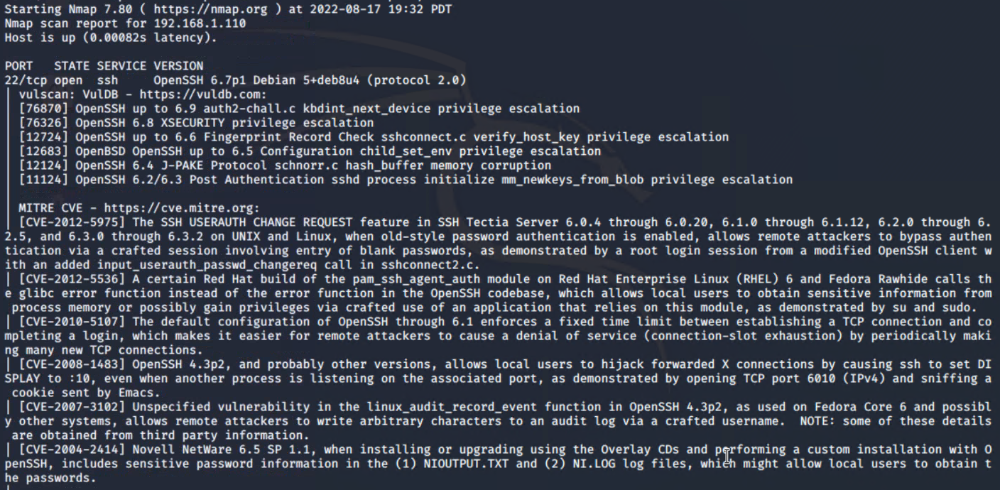 Starting Nmap 7.80 ( https://nmap.org ) at 2022-08-17 19:32 PDT
Nmap scan report for 192.168.1.110
Host is up (0.00082s latency).

PORT   STATE SERVICE VERSION
22/tcp open  ssh     OpenSSH 6.7p1 Debian 5+deb8u4 (protocol 2.0)
| vulscan: VulDB - https://vuldb.com:
| [76870] OpenSSH up to 6.9 auth2-chall.c kbdint_next_device privilege escalation
| [76326] OpenSSH 6.8 XSECURITY privilege escalation
| [12724] OpenSSH up to 6.6 Fingerprint Record Check sshconnect.c verify_host_key privilege escalation
| [12683] OpenBSD OpenSSH up to 6.5 Configuration child_set_env privilege escalation
| [12124] OpenSSH 6.4 J-PAKE Protocol schnorr.c hash_buffer memory corruption
| [11124] OpenSSH 6.2/6.3 Post Authentication sshd process initialize mm_newkeys_from_blob privilege escalation
|
| MITRE CVE - https://cve.mitre.org:
| [CVE-2012-5975] The SSH USERAUTH CHANGE REQUEST feature in SSH Tectia Server 6.0.4 through 6.0.20, 6.1.0 through 6.1.12, 6.2.0 through 6.
2.5, and 6.3.0 through 6.3.2 on UNIX and Linux, when old-style password authentication is enabled, allows remote attackers to bypass authen
tication via a crafted session involving entry of blank passwords, as demonstrated by a root login session from a modified OpenSSH client w
ith an added input_userauth_passwd_changereq call in sshconnect2.c.
| [CVE-2012-5536] A certain Red Hat build of the pam_ssh_agent_auth module on Red Hat Enterprise Linux (RHEL) 6 and Fedora Rawhide calls th
e glibc error function instead of the error function in the OpenSSH codebase, which allows local users to obtain sensitive information from
 process memory or possibly gain privileges via crafted use of an application that relies on this module, as demonstrated by su and sudo.
| [CVE-2010-5107] The default configuration of OpenSSH through 6.1 enforces a fixed time limit between establishing a TCP connection and co
mpleting a login, which makes it easier for remote attackers to cause a denial of service (connection-slot exhaustion) by periodically maki
ng many new TCP connections.
| [CVE-2008-1483] OpenSSH 4.3p2, and probably other versions, allows local users to hijack forwarded X connections by causing ssh to set DI
SPLAY to :10, even when another process is listening on the associated port, as demonstrated by opening TCP port 6010 (IPv4) and sniffing a
 cookie sent by Emacs.
| [CVE-2007-3102] Unspecified vulnerability in the linux_audit_record_event function in OpenSSH 4.3p2, as used on Fedora Core 6 and possibl
y other systems, allows remote attackers to write arbitrary characters to an audit log via a crafted username.  NOTE: some of these details
 are obtained from third party information.
| [CVE-2004-2414] Novell NetWare 6.5 SP 1.1, when installing or upgrading using the Overlay CDs and performing a custom installation with O
penSSH, includes sensitive password information in the (1) NIOUTPUT.TXT and (2) NI.LOG log files, which might allow local users to obtain t
he passwords.